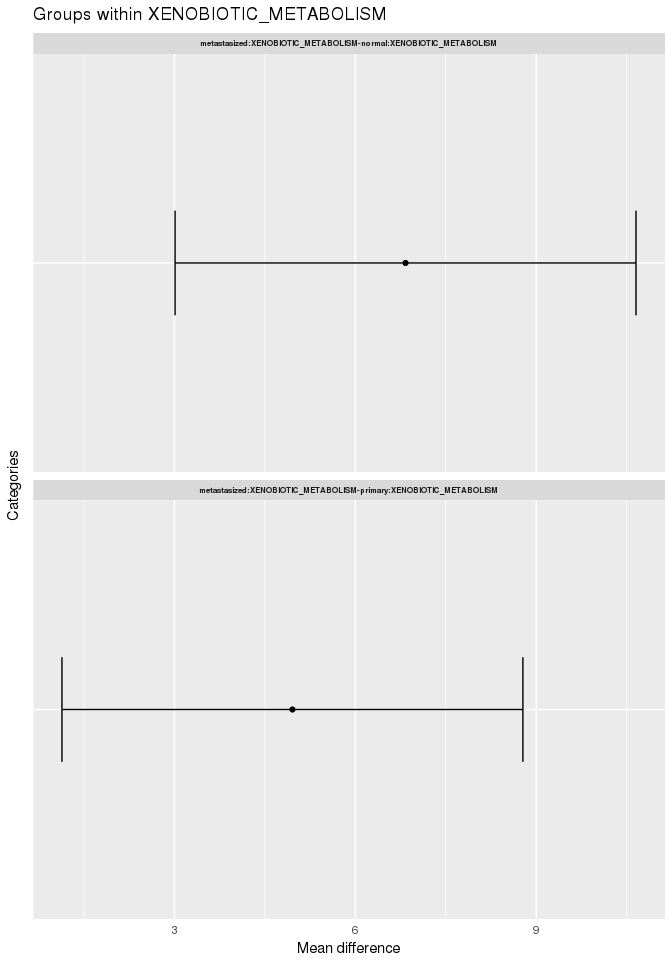 Groups within XENOBIOTIC_METABOLISM
metastasized:XENOBIOTIC_METABOLISM-normal:XENOBIOTIC_METABOLISM
Categories
metastasized:XENOBIOTIC_METABOLISM-primary:XENOBIOTIC_METABOLISM
3 6 9
Mean difference